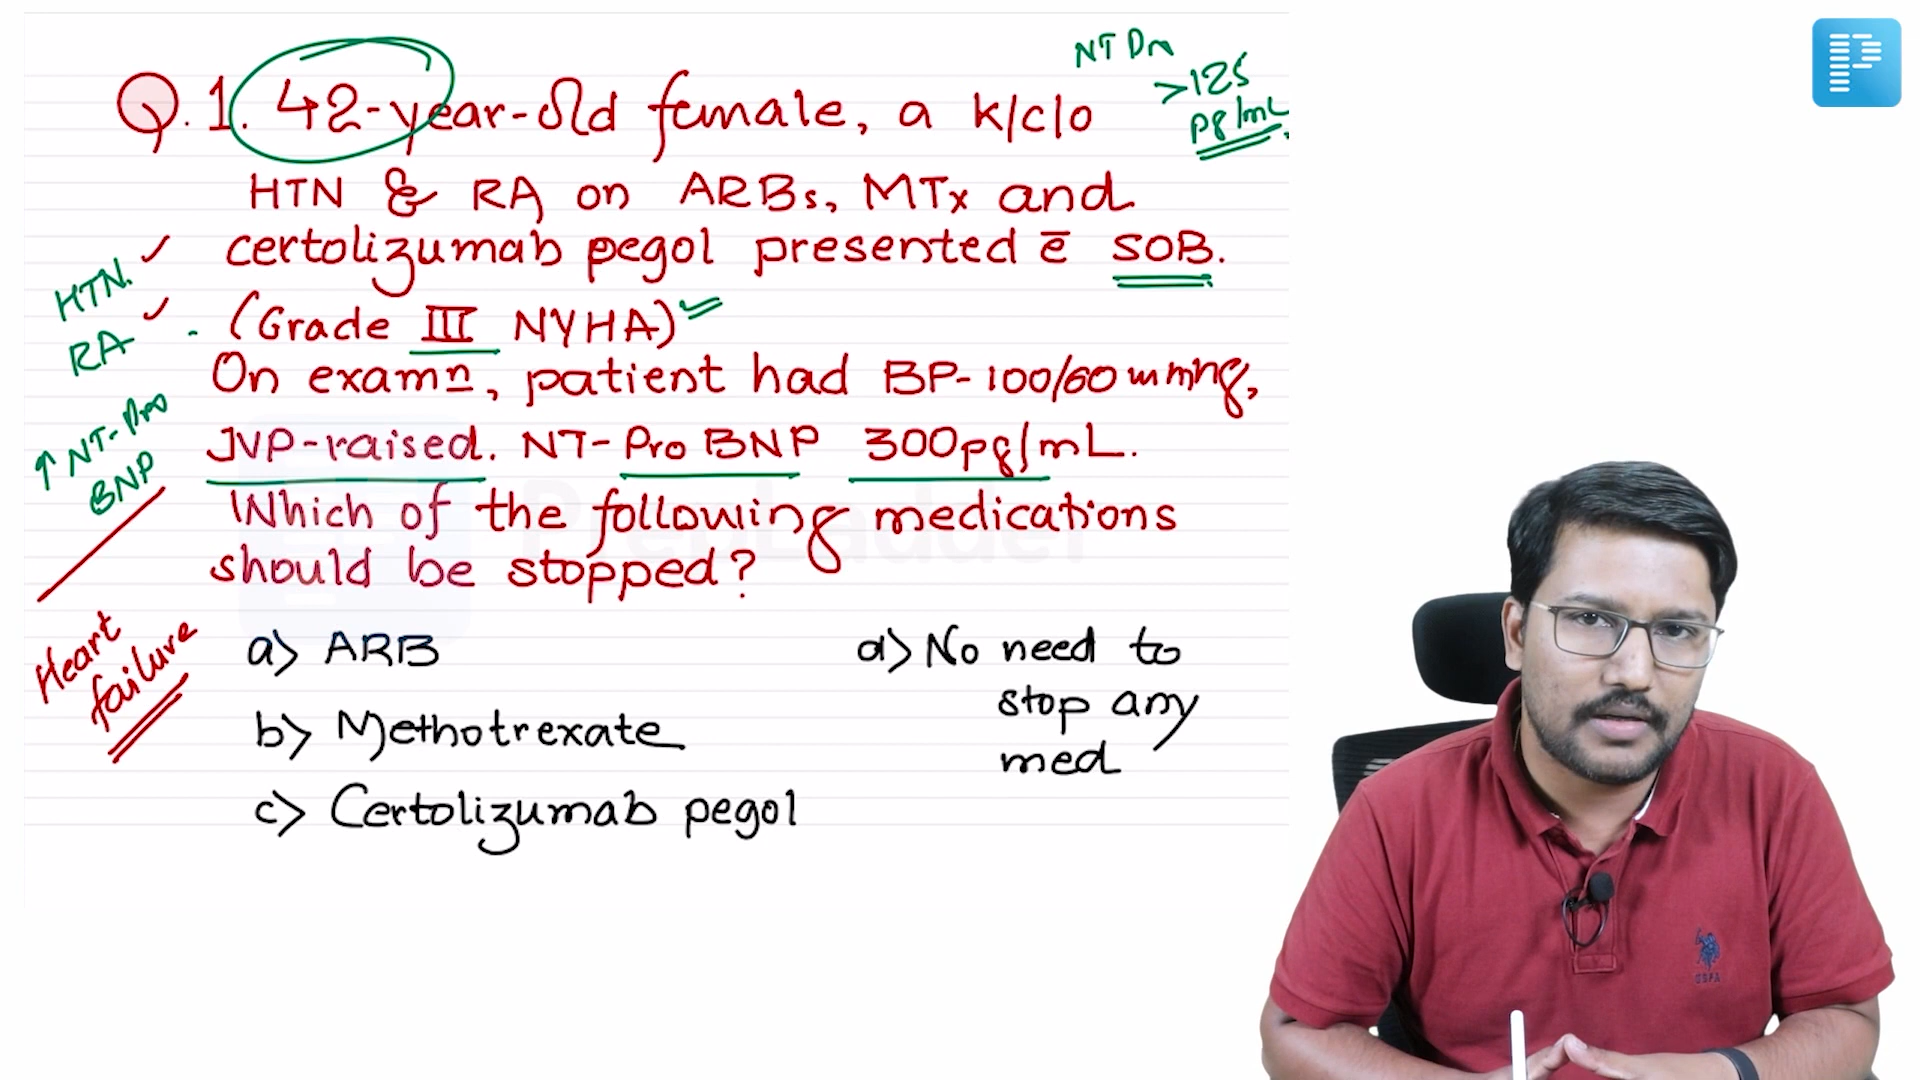 NT Pro
>125
pg/mL
Q.1. 42-year-old female, a k/c/o
HTN & RA on ARBs, MTx and
certolizumab pegol presented c̄ SOB.
(Grade III NYHA)
On examn, patient had BP-100/60 mmHg,
JVP-raised. NT-Pro BNP 300pg/mL.
Which of the following medications
should be stopped?
a) ARB
b) Methotrexate
c) Certolizumab pegol
d) No need to
stop any
med
HTN.
RA
↑ NT-Pro
BNP
Heart
failure
PrepLadder
P
USPA